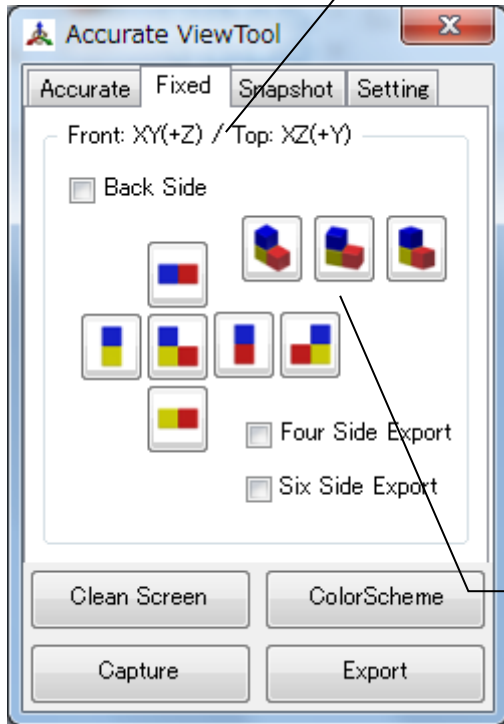 Accurate ViewTool
Accurate Fixed Snapshot Setting
Front: XY(+Z) / Top: XZ(+Y)
Back Side
Four Side Export
Six Side Export
Clean Screen ColorScheme
Capture Export